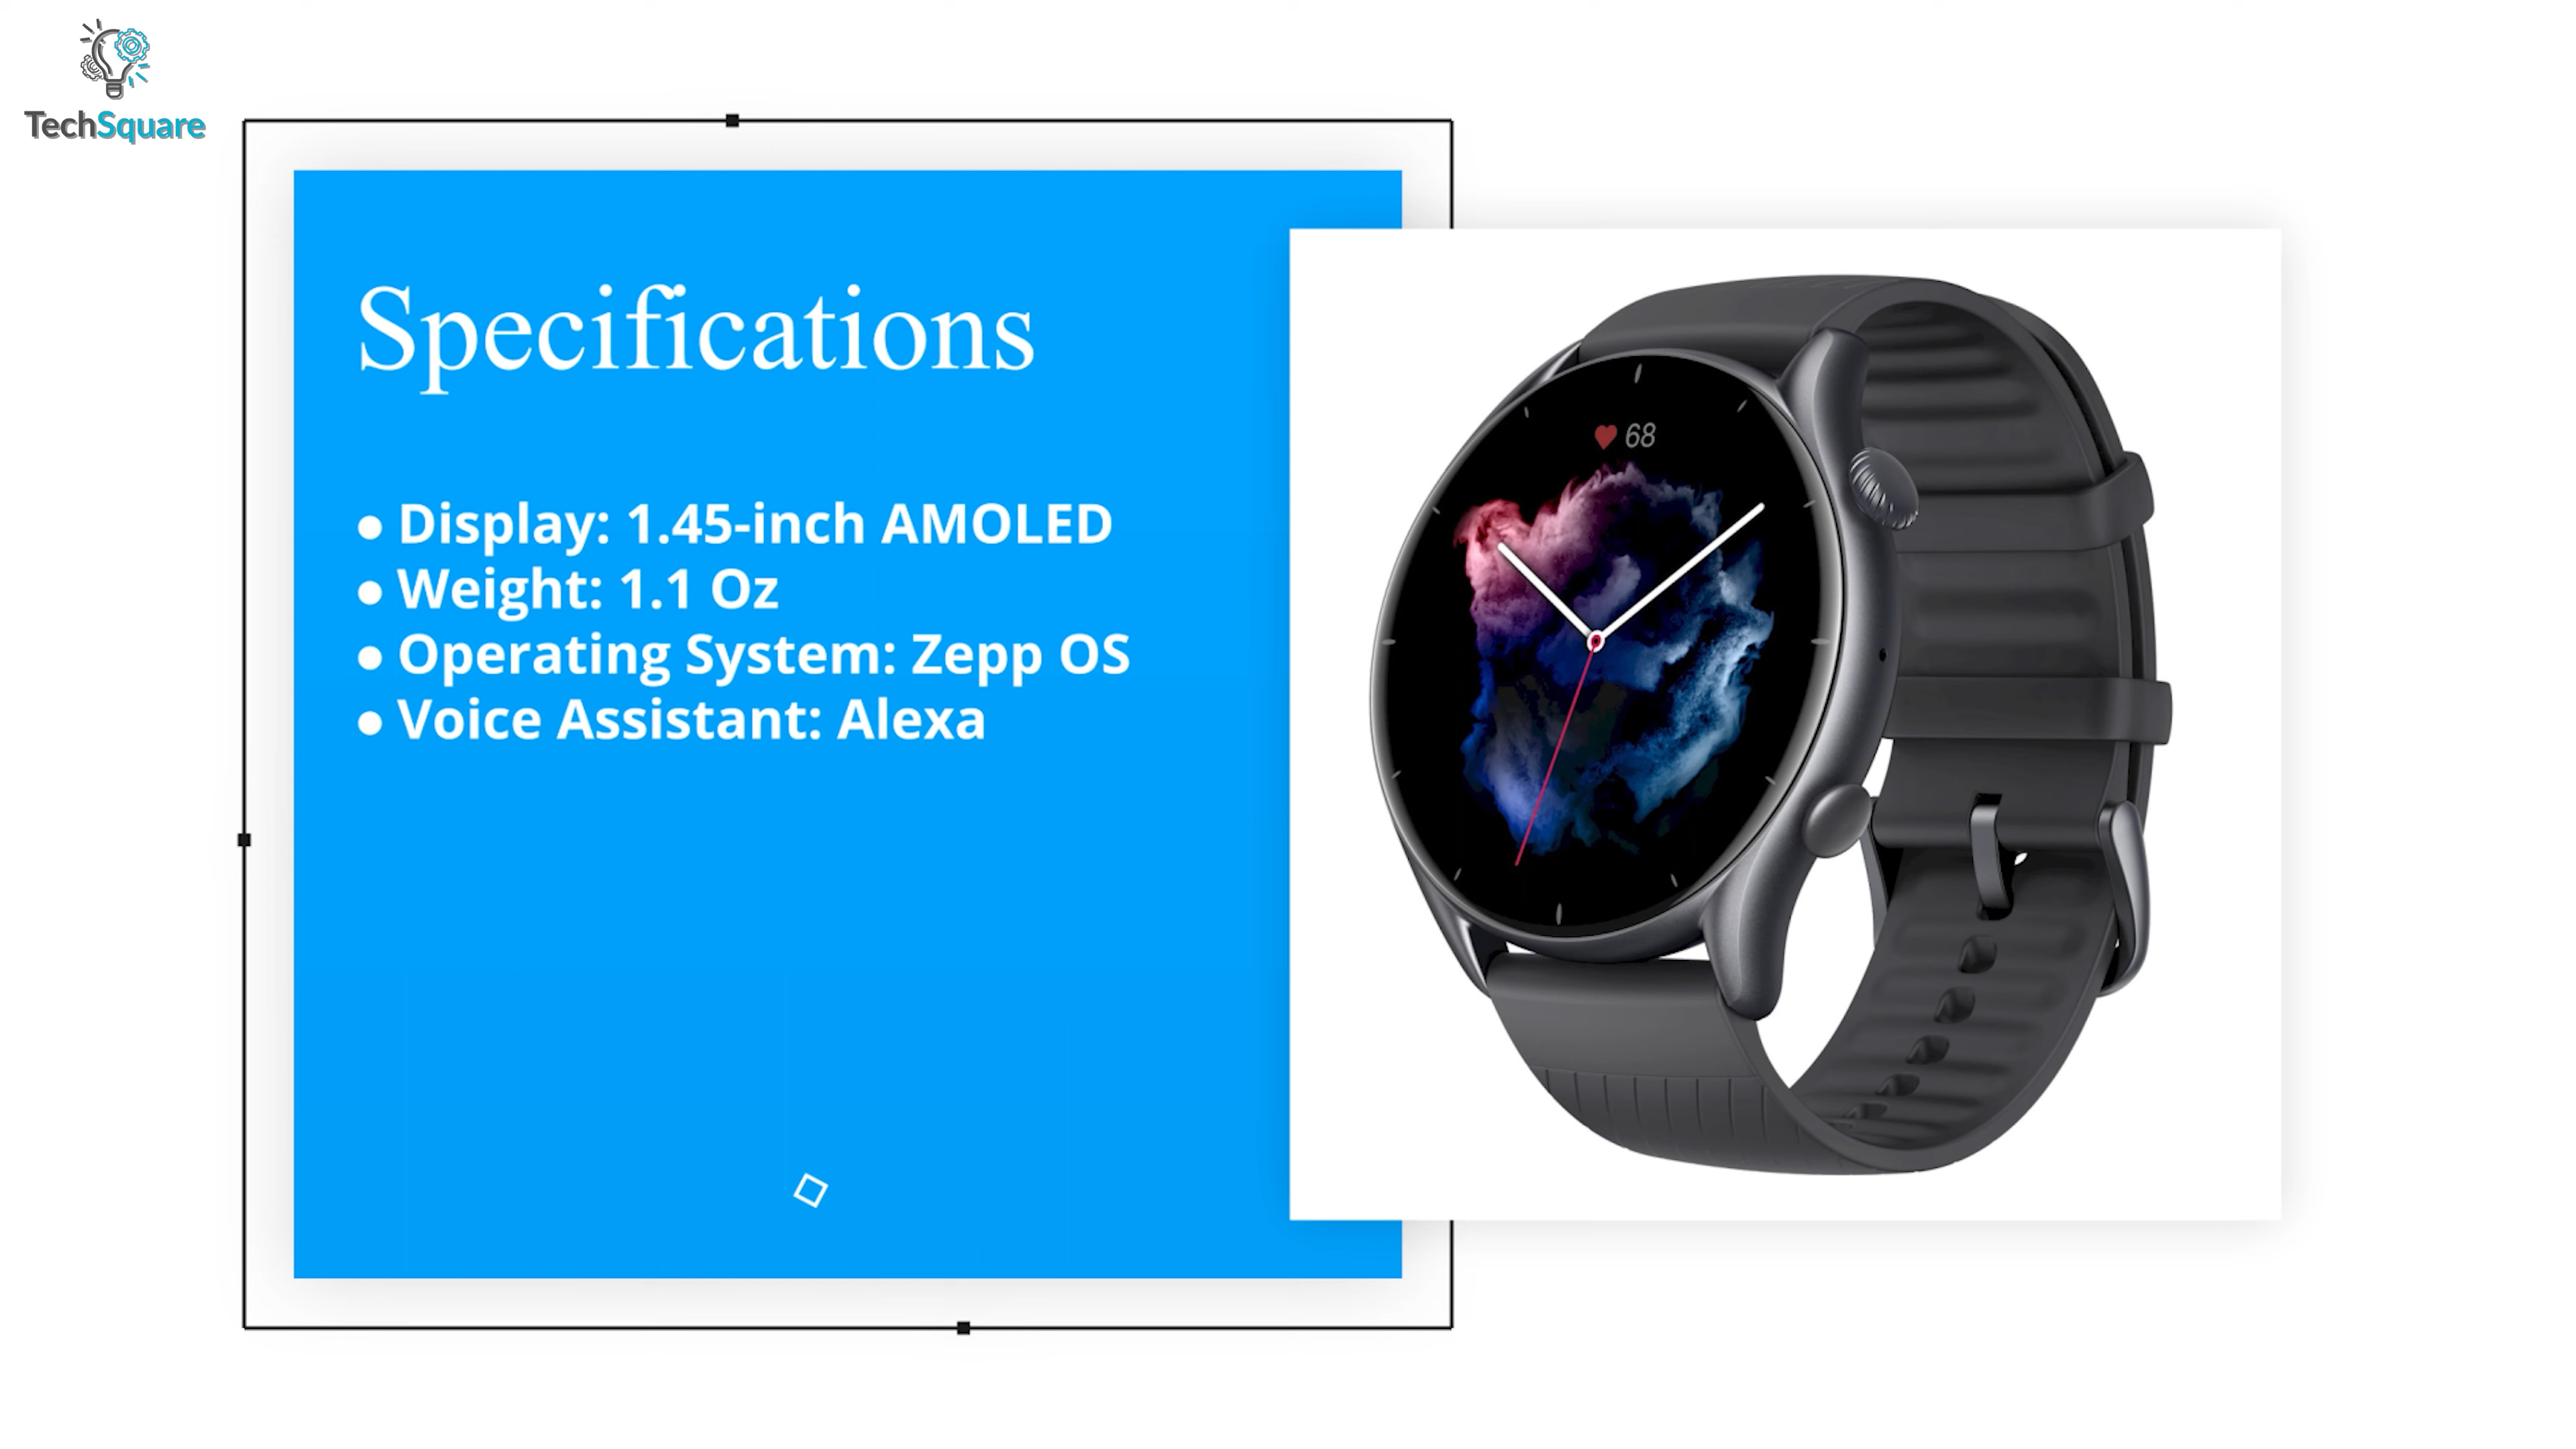 TechSquare
Specifications
● Display: 1.45-inch AMOLED
● Weight: 1.1 Oz
● Operating System: Zepp OS
● Voice Assistant: Alexa
68